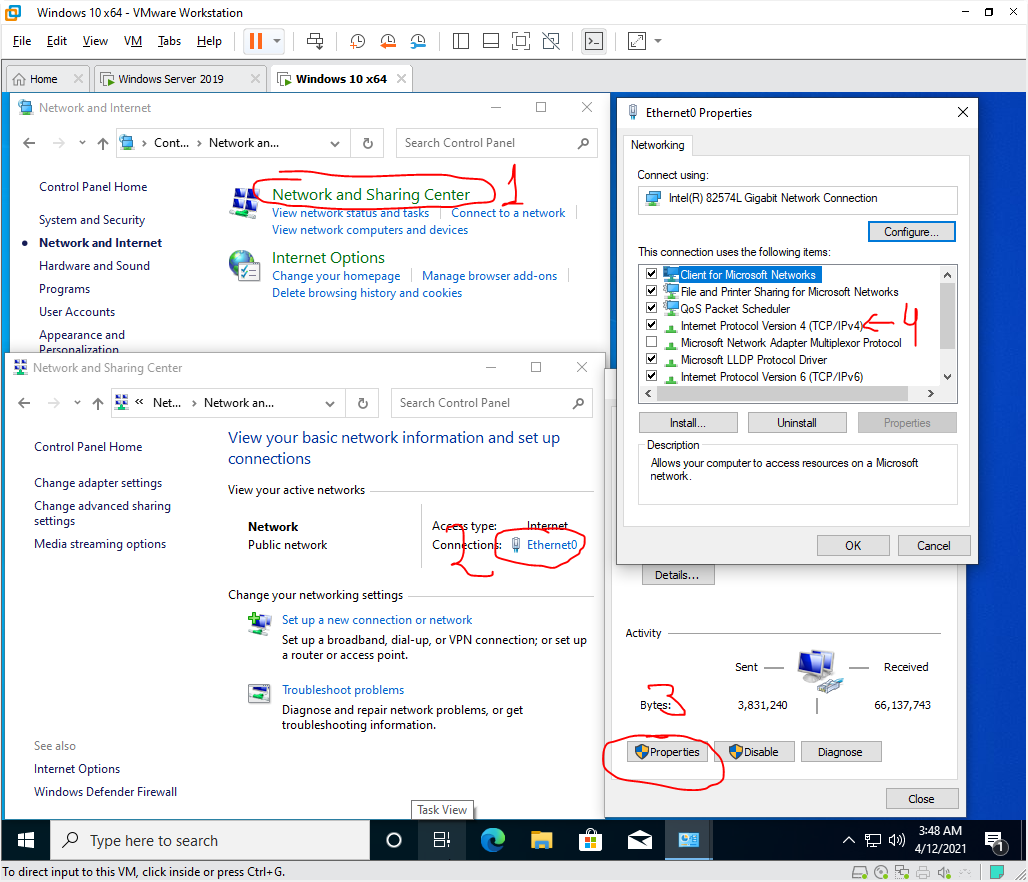 Windows 10 x64 - VMware Workstation
File Edit View VM Tabs Help
Home Windows Server 2019 Windows 10 x64
Network and Internet
Cont... Network an... Search Control Panel
Control Panel Home
System and Security
Network and Internet
Hardware and Sound
Programs
User Accounts
Appearance and
Personalization
Network and Sharing Center 1
View network status and tasks Connect to a network
View network computers and devices
Internet Options
Change your homepage Manage browser add-ons
Delete browsing history and cookies
Ethernet0 Properties
Networking
Connect using:
Intel(R) 82574L Gigabit Network Connection
Configure...
This connection uses the following items:
Client for Microsoft Networks
File and Printer Sharing for Microsoft Networks
QoS Packet Scheduler
Internet Protocol Version 4 (TCP/IPv4) 4
Microsoft Network Adapter Multiplexor Protocol
Microsoft LLDP Protocol Driver
Internet Protocol Version 6 (TCP/IPv6)
Install... Uninstall Properties
Description
Allows your computer to access resources on a Microsoft
network.
OK Cancel
Network and Sharing Center
« Net... Network an... Search Control Panel
Control Panel Home
Change adapter settings
Change advanced sharing
settings
Media streaming options
See also
Internet Options
Windows Defender Firewall
View your basic network information and set up
connections
View your active networks
Network
Public network
Access type: Internet
Connections: Ethernet0
2
Change your networking settings
Set up a new connection or network
Set up a broadband, dial-up, or VPN connection; or set up
a router or access point.
Troubleshoot problems
Diagnose and repair network problems, or get
troubleshooting information.
Details...
Activity
Sent Received
Bytes: 3,831,240 66,137,743
3
Properties Disable Diagnose
Close
Task View
Type here to search
3:48 AM
4/12/2021
1
To direct input to this VM, click inside or press Ctrl+G.